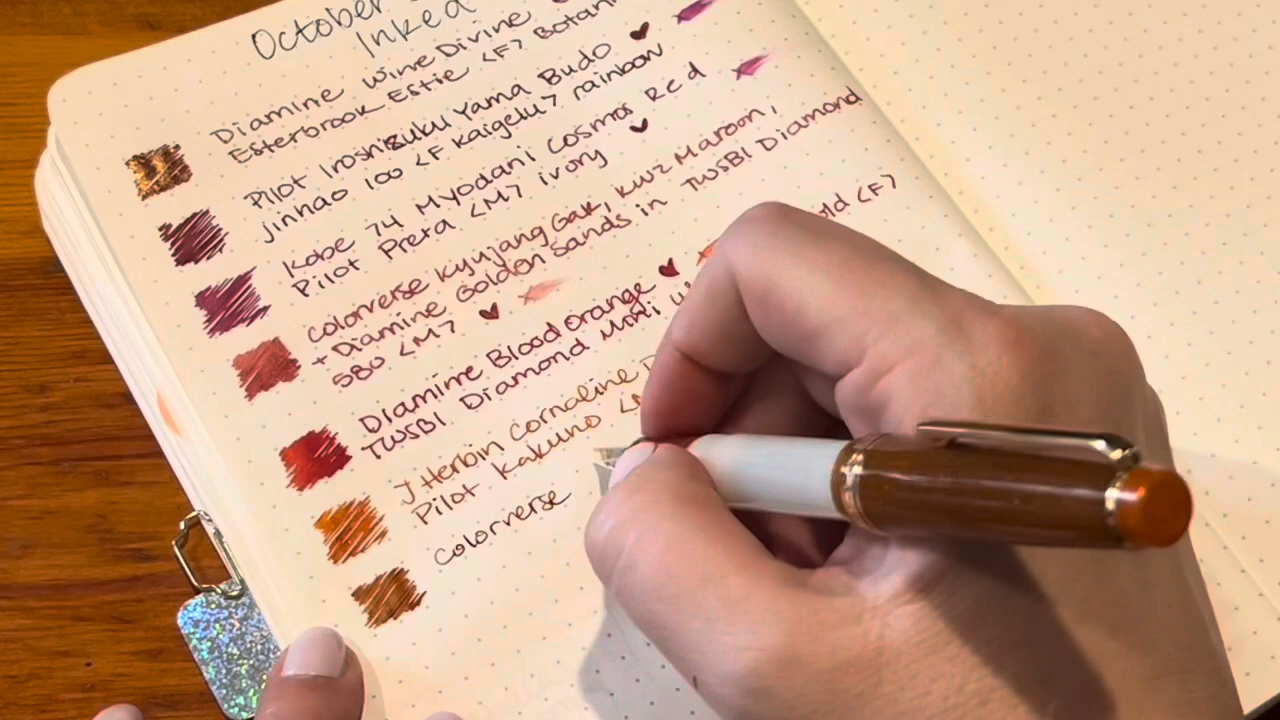 October
Inked
Diamine Wine Divine
Esterbrook Estie <F> Botani
Pilot Iroshizuku Yama Budo
jinhao 100 <F Kaigelu> rainbow
Kobe 74 Myodani Cosmos Red
Pilot Prera <M> ivory
Colorverse Kyujang Gak, KWZ Maroon,
+ Diamine Golden Sands in TWSBI Diamond
580 <M>
Diamine Blood Orange
TWSBI Diamond Mini <F>
J Herbin Cornaline D
Pilot Kakuno <M
Colorverse